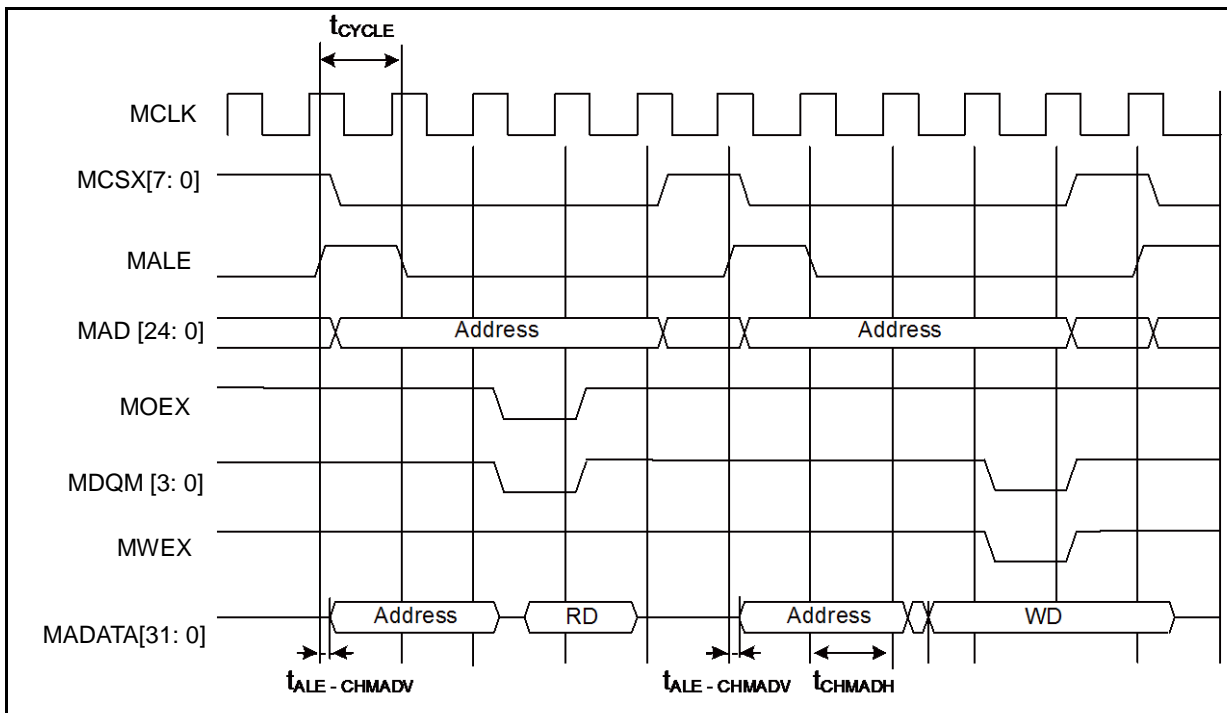 tCYCLE
MCLK
MCSX[7: 0]
MALE
MAD [24: 0] Address Address
MOEX
MDQM [3: 0]
MWEX
MADATA[31: 0] Address RD Address WD
tALE - CHMADV tALE - CHMADV tCHMADH